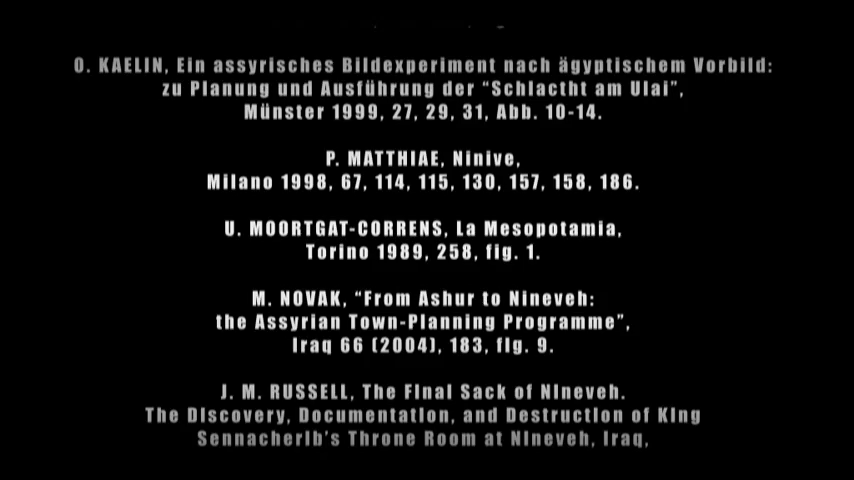 O. KAELIN, Ein assyrisches Bildexperiment nach ägyptischem Vorbild:
zu Planung und Ausführung der “Schlactht am Ulai”,
Münster 1999, 27, 29, 31, Abb. 10-14.
P. MATTHIAE, Ninive,
Milano 1998, 67, 114, 115, 130, 157, 158, 186.
U. MOORTGAT-CORRENS, La Mesopotamia,
Torino 1989, 258, fig. 1.
M. NOVAK, “From Ashur to Nineveh:
the Assyrian Town-Planning Programme”,
Iraq 66 (2004), 183, fig. 9.
J. M. RUSSELL, The Final Sack of Nineveh.
The Discovery, Documentation, and Destruction of King
Sennacherib’s Throne Room at Nineveh, Iraq,